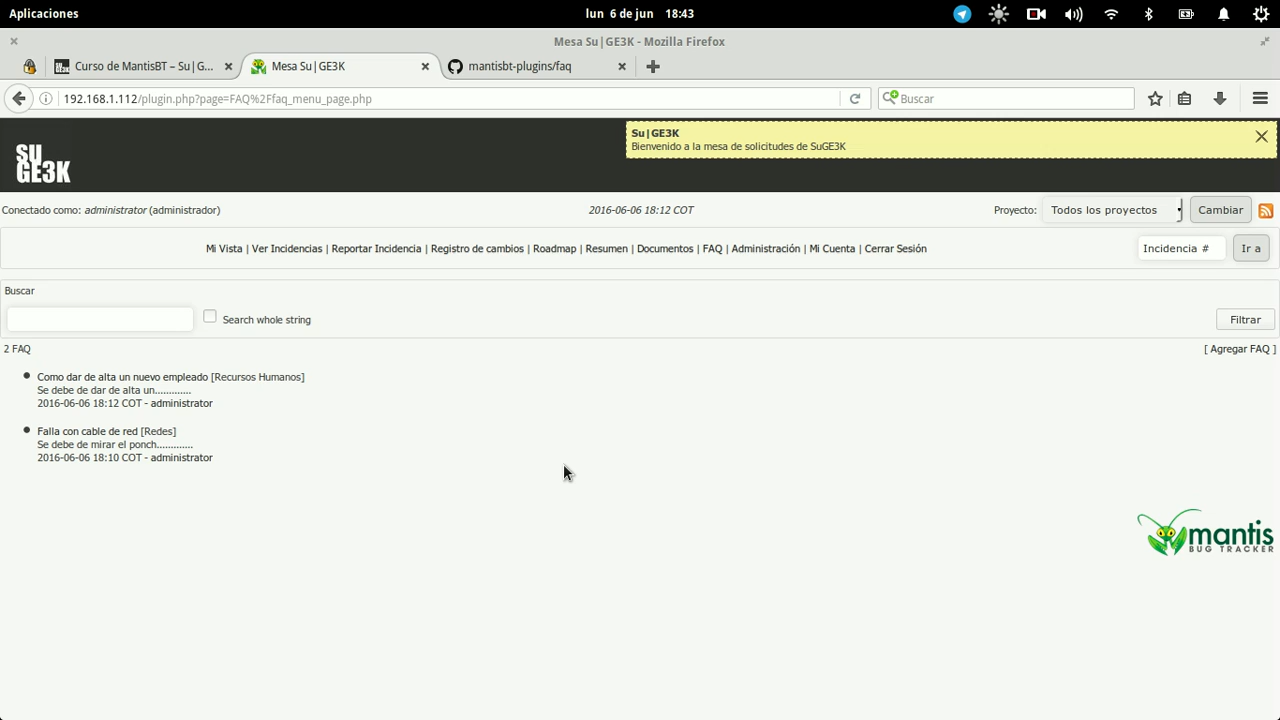 Aplicaciones lun 6 de jun 18:43
Mesa Su|GE3K - Mozilla Firefox
Curso de MantisBT – Su|G... Mesa Su|GE3K mantisbt-plugins/faq
192.168.1.112/plugin.php?page=FAQ%2Ffaq_menu_page.php Buscar
SU
GE3K
Su|GE3K
Bienvenido a la mesa de solicitudes de SuGE3K
Conectado como: administrator (administrador) 2016-06-06 18:12 COT Proyecto: Todos los proyectos Cambiar
Mi Vista | Ver Incidencias | Reportar Incidencia | Registro de cambios | Roadmap | Resumen | Documentos | FAQ | Administración | Mi Cuenta | Cerrar Sesión Incidencia # Ir a
Buscar
Search whole string Filtrar
2 FAQ [ Agregar FAQ ]
Como dar de alta un nuevo empleado [Recursos Humanos]
Se debe de dar de alta un.............
2016-06-06 18:12 COT - administrator
Falla con cable de red [Redes]
Se debe de mirar el ponch.............
2016-06-06 18:10 COT - administrator
mantis
BUG TRACKER